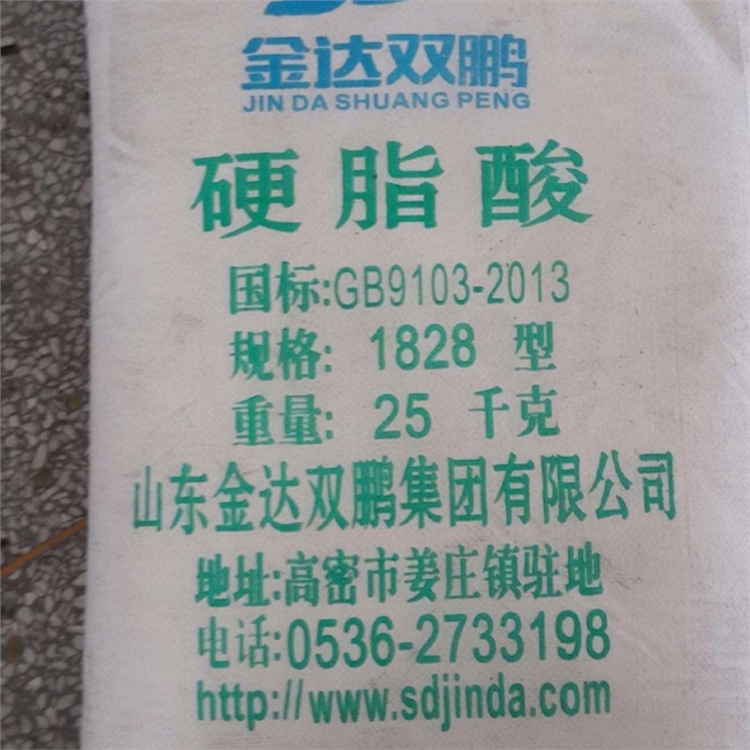 金达双鹏
JIN DA SHUANG PENG
硬脂酸
国标:GB9103-2013
规格: 1828 型
重量: 25 千克
山东金达双鹏集团有限公司
地址:高密市姜庄镇驻地
电话:0536-2733198
http://www.sdjinda.com